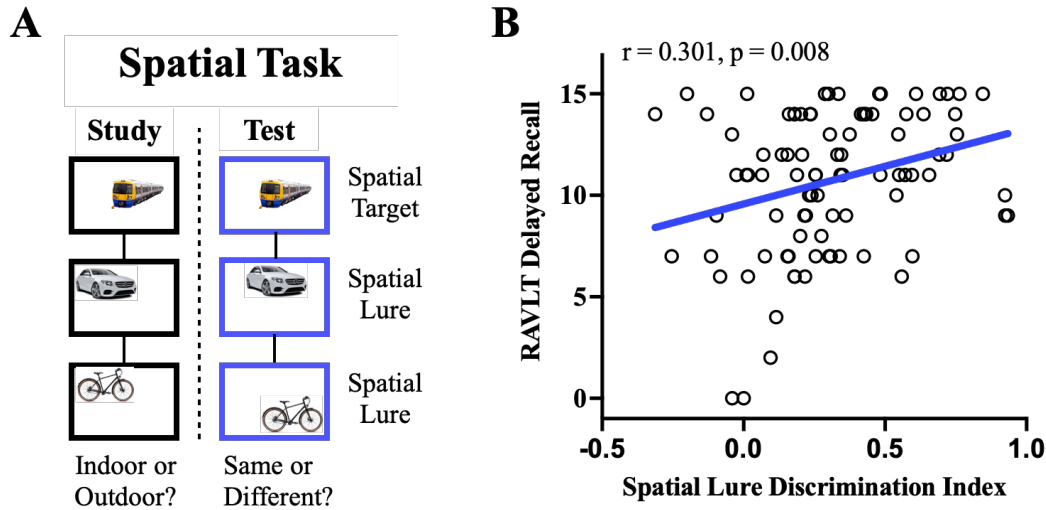 A
Spatial Task
Study
Test
Spatial
Target
Spatial
Lure
Spatial
Lure
Indoor or
Outdoor?
Same or
Different?
B
r = 0.301, p = 0.008
RAVLT Delayed Recall
15
10
5
0
-0.5
0.0
0.5
1.0
Spatial Lure Discrimination Index